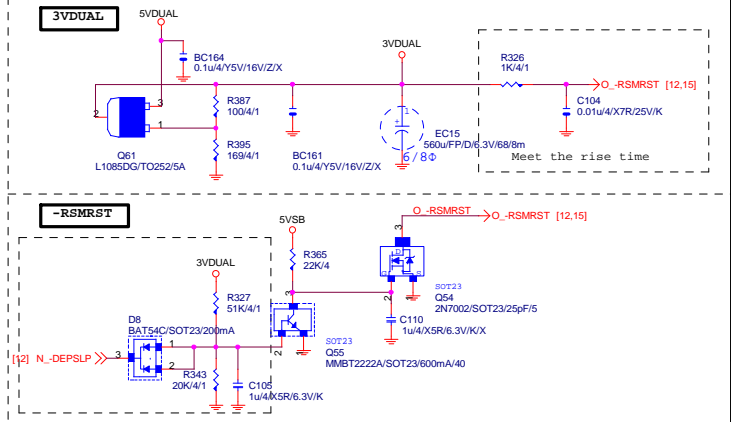 3VDUAL
5VDUAL
BC164
0.1u/4/Y5V/16V/Z/X
3VDUAL
R326
1K/4/1
O_-RSMRST [12,15]
2
3
1
R387
100/4/1
R395
169/4/1
Q61
L1085DG/TO252/5A
BC161
0.1u/4/Y5V/16V/Z/X
1
+
EC15
560u/FP/D/6.3V/68/8m
6/8Φ
C104
0.01u/4/X7R/25V/K
Meet the rise time
-RSMRST
5VSB
R365
22K/4
O_-RSMRST
O_-RSMRST [12,15]
3
D
G
S
2
1
SOT23
Q54
2N7002/SOT23/25pF/5
C110
1u/4/X5R/6.3V/K/X
3VDUAL
R327
51K/4/1
D8
BAT54C/SOT23/200mA
[12] N_-DEPSLP
3
1
2
R343
20K/4/1
C105
1u/4/X5R/6.3V/K
3
2
1
SOT23
Q55
MMBT2222A/SOT23/600mA/40